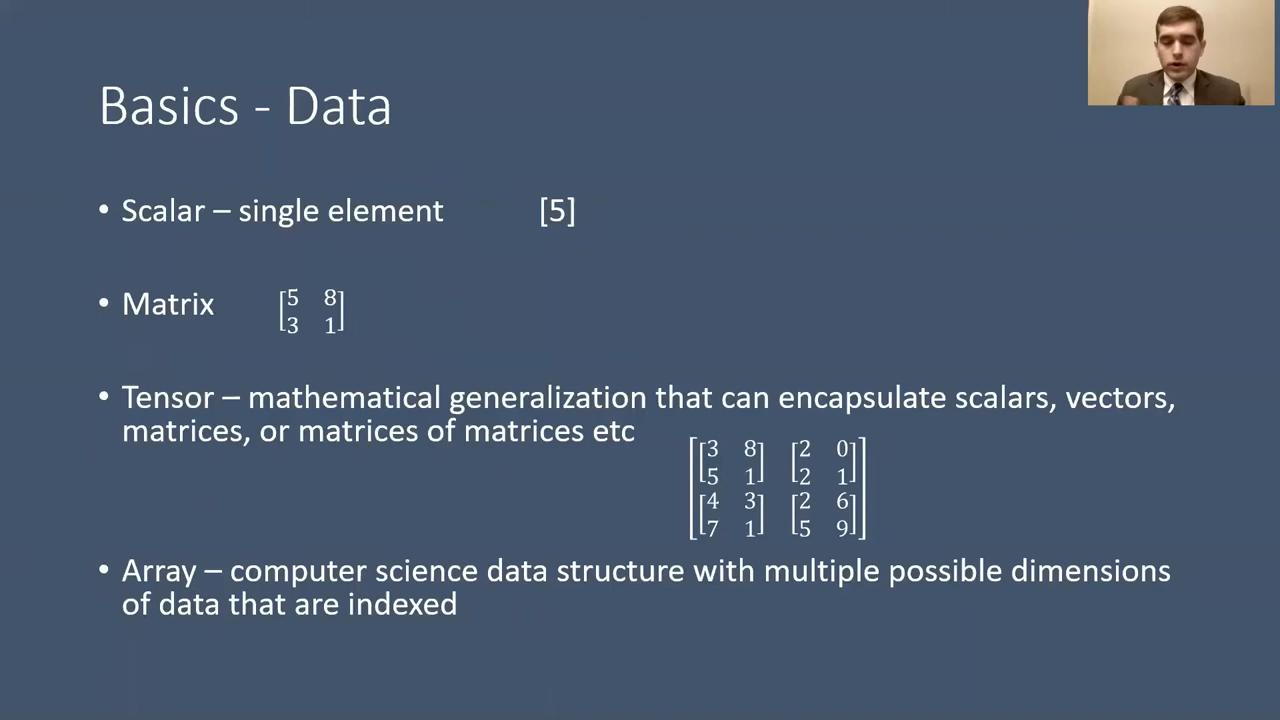 Basics - Data
• Scalar – single element [5]
• Matrix [5 8
3 1]
• Tensor – mathematical generalization that can encapsulate scalars, vectors,
matrices, or matrices of matrices etc
[[3 8 [2 0
5 1] 2 1]
[4 3 [2 6
7 1] 5 9]]
• Array – computer science data structure with multiple possible dimensions
of data that are indexed